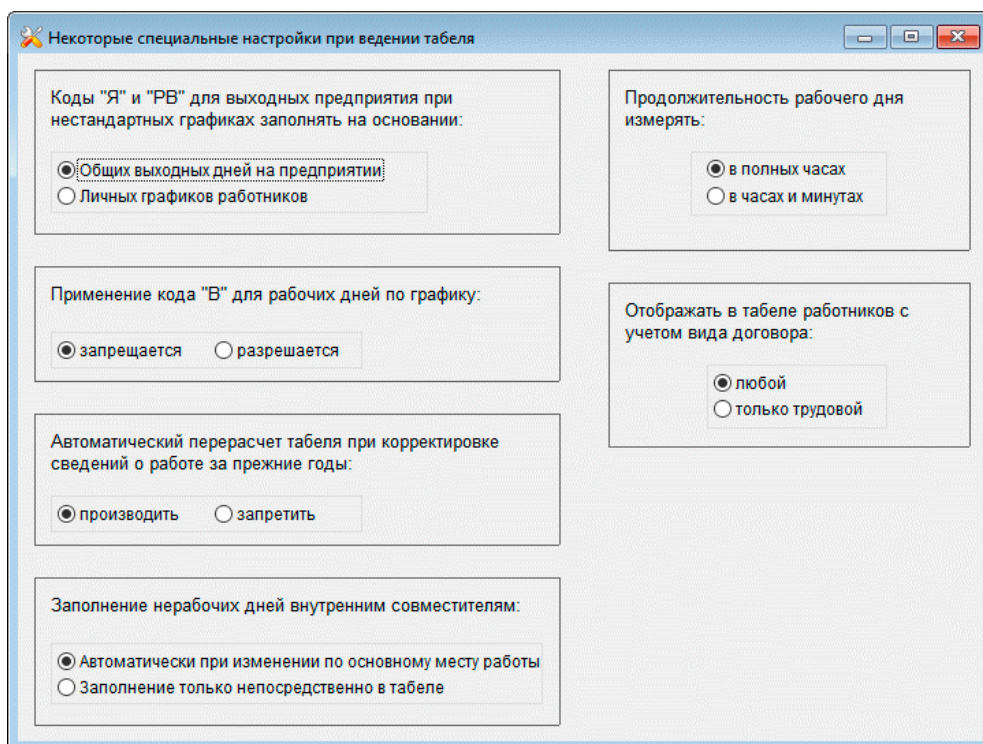 Некоторые специальные настройки при ведении табеля
Коды "Я" и "РВ" для выходных предприятия при
нестандартных графиках заполнять на основании:
Общих выходных дней на предприятии
Личных графиков работников
Применение кода "В" для рабочих дней по графику:
запрещается разрешается
Автоматический перерасчет табеля при корректировке
сведений о работе за прежние годы:
производить запретить
Заполнение нерабочих дней внутренним совместителям:
Автоматически при изменении по основному месту работы
Заполнение только непосредственно в табеле
Продолжительность рабочего дня
измерять:
в полных часах
в часах и минутах
Отображать в табеле работников с
учетом вида договора:
любой
только трудовой